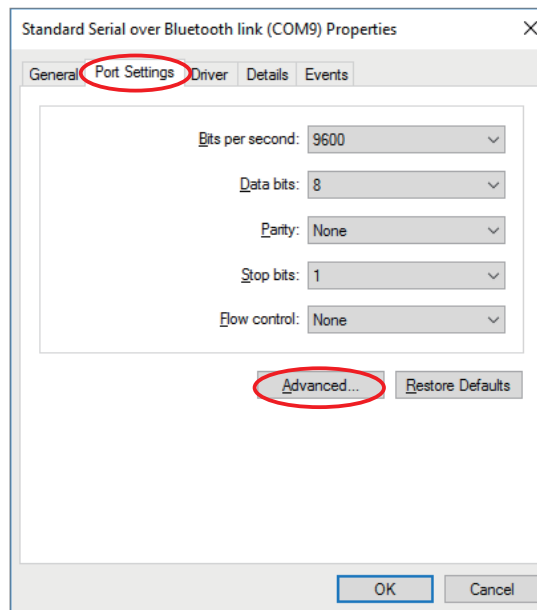 Standard Serial over Bluetooth link (COM9) Properties
General Port Settings Driver Details Events
Bits per second: 9600
Data bits: 8
Parity: None
Stop bits: 1
Flow control: None
Advanced... Restore Defaults
OK Cancel